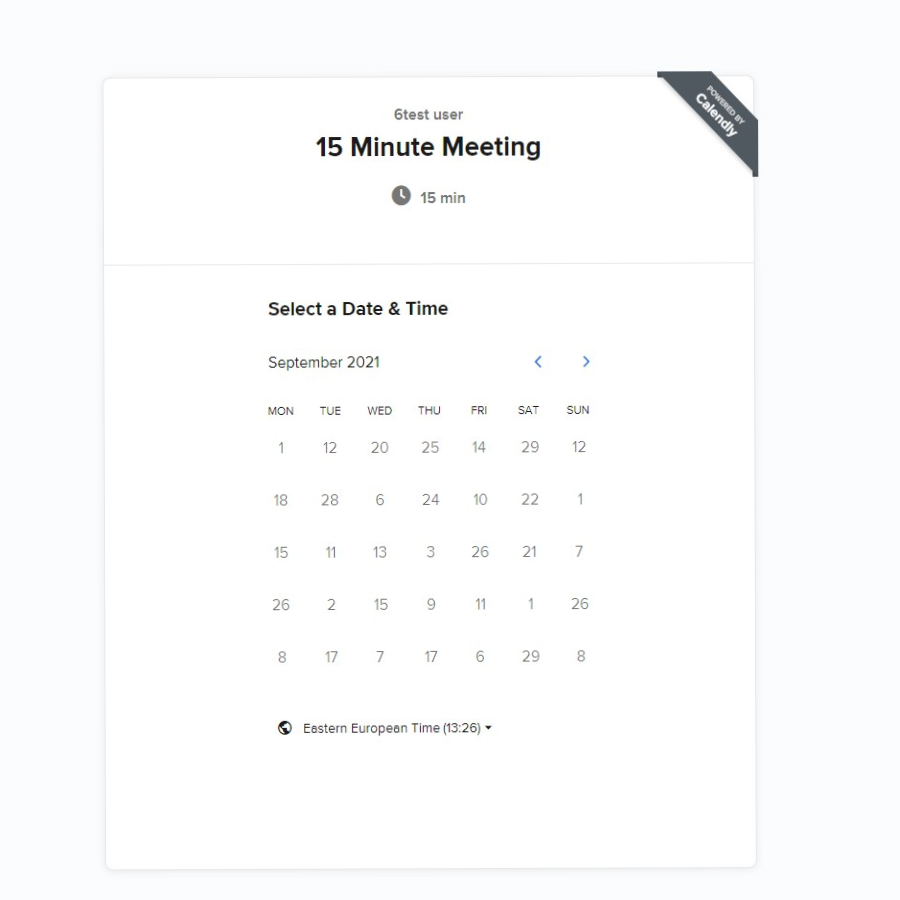 POWERED BY
Calendly
6test user
15 Minute Meeting
15 min
Select a Date & Time
September 2021
MON TUE WED THU FRI SAT SUN
1 12 20 25 14 29 12
18 28 6 24 10 22 1
15 11 13 3 26 21 7
26 2 15 9 11 1 26
8 17 7 17 6 29 8
Eastern European Time (13:26)